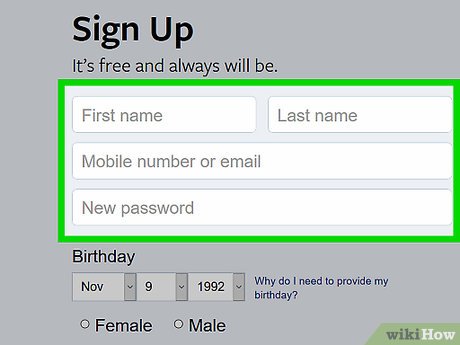 Sign Up
It's free and always will be.
First name Last name
Mobile number or email
New password
Birthday
Nov 9 1992 Why do I need to provide my
birthday?
Female Male
wikiHow